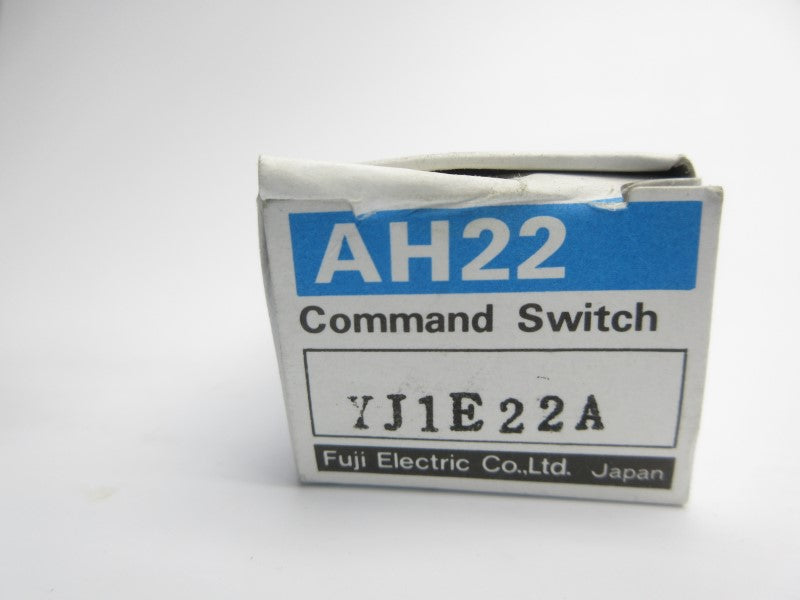 AH22
Command Switch
YJ1E22A
Fuji Electric Co.,Ltd. Japan